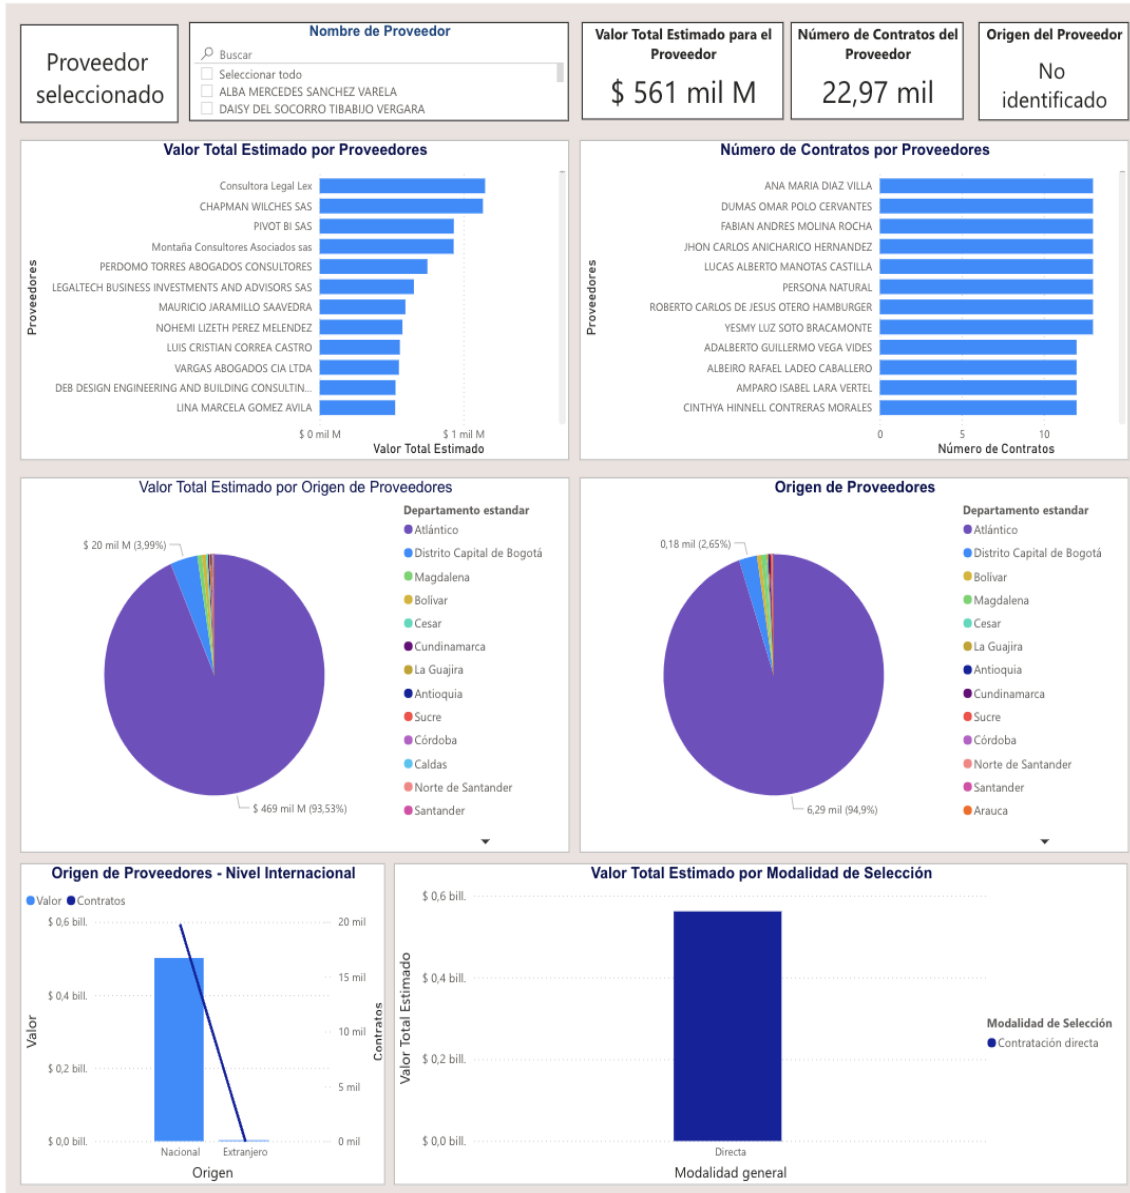 Proveedor
seleccionado
Nombre de Proveedor
Buscar
Seleccionar todo
ALBA MERCEDES SANCHEZ VARELA
DAISY DEL SOCORRO TIBABIJO VERGARA
Valor Total Estimado para el
Proveedor
$ 561 mil M
Número de Contratos del
Proveedor
22,97 mil
Origen del Proveedor
No
identificado
Valor Total Estimado por Proveedores
Proveedores
Consultora Legal Lex
CHAPMAN WILCHES SAS
PIVOT BI SAS
Montaña Consultores Asociados sas
PERDOMO TORRES ABOGADOS CONSULTORES
LEGALTECH BUSINESS INVESTMENTS AND ADVISORS SAS
MAURICIO JARAMILLO SAAVEDRA
NOHEMI LIZETH PEREZ MELENDEZ
LUIS CRISTIAN CORREA CASTRO
VARGAS ABOGADOS CIA LTDA
DEB DESIGN ENGINEERING AND BUILDING CONSULTIN...
LINA MARCELA GOMEZ AVILA
$ 0 mil M
$ 1 mil M
Valor Total Estimado
Número de Contratos por Proveedores
Proveedores
ANA MARIA DIAZ VILLA
DUMAS OMAR POLO CERVANTES
FABIAN ANDRES MOLINA ROCHA
JHON CARLOS ANICHARICO HERNANDEZ
LUCAS ALBERTO MANOTAS CASTILLA
PERSONA NATURAL
ROBERTO CARLOS DE JESUS OTERO HAMBURGER
YESMY LUZ SOTO BRACAMONTE
ADALBERTO GUILLERMO VEGA VIDES
ALBEIRO RAFAEL LADEO CABALLERO
AMPARO ISABEL LARA VERTEL
CINTHYA HINNELL CONTRERAS MORALES
0
5
10
Número de Contratos
Valor Total Estimado por Origen de Proveedores
$ 20 mil M (3,99%)
$ 469 mil M (93,53%)
Departamento estandar
Atlántico
Distrito Capital de Bogotá
Magdalena
Bolívar
Cesar
Cundinamarca
La Guajira
Antioquia
Sucre
Córdoba
Caldas
Norte de Santander
Santander
Origen de Proveedores
0,18 mil (2,65%)
6,29 mil (94,9%)
Departamento estandar
Atlántico
Distrito Capital de Bogotá
Bolívar
Magdalena
Cesar
La Guajira
Antioquia
Cundinamarca
Sucre
Córdoba
Norte de Santander
Santander
Arauca
Origen de Proveedores - Nivel Internacional
Valor
Contratos
$ 0,6 bill.
$ 0,4 bill.
$ 0,2 bill.
$ 0,0 bill.
Valor
20 mil
15 mil
10 mil
5 mil
0 mil
Contratos
Nacional
Extranjero
Origen
Valor Total Estimado por Modalidad de Selección
$ 0,6 bill.
$ 0,4 bill.
$ 0,2 bill.
$ 0,0 bill.
Valor Total Estimado
Directa
Modalidad general
Modalidad de Selección
Contratación directa